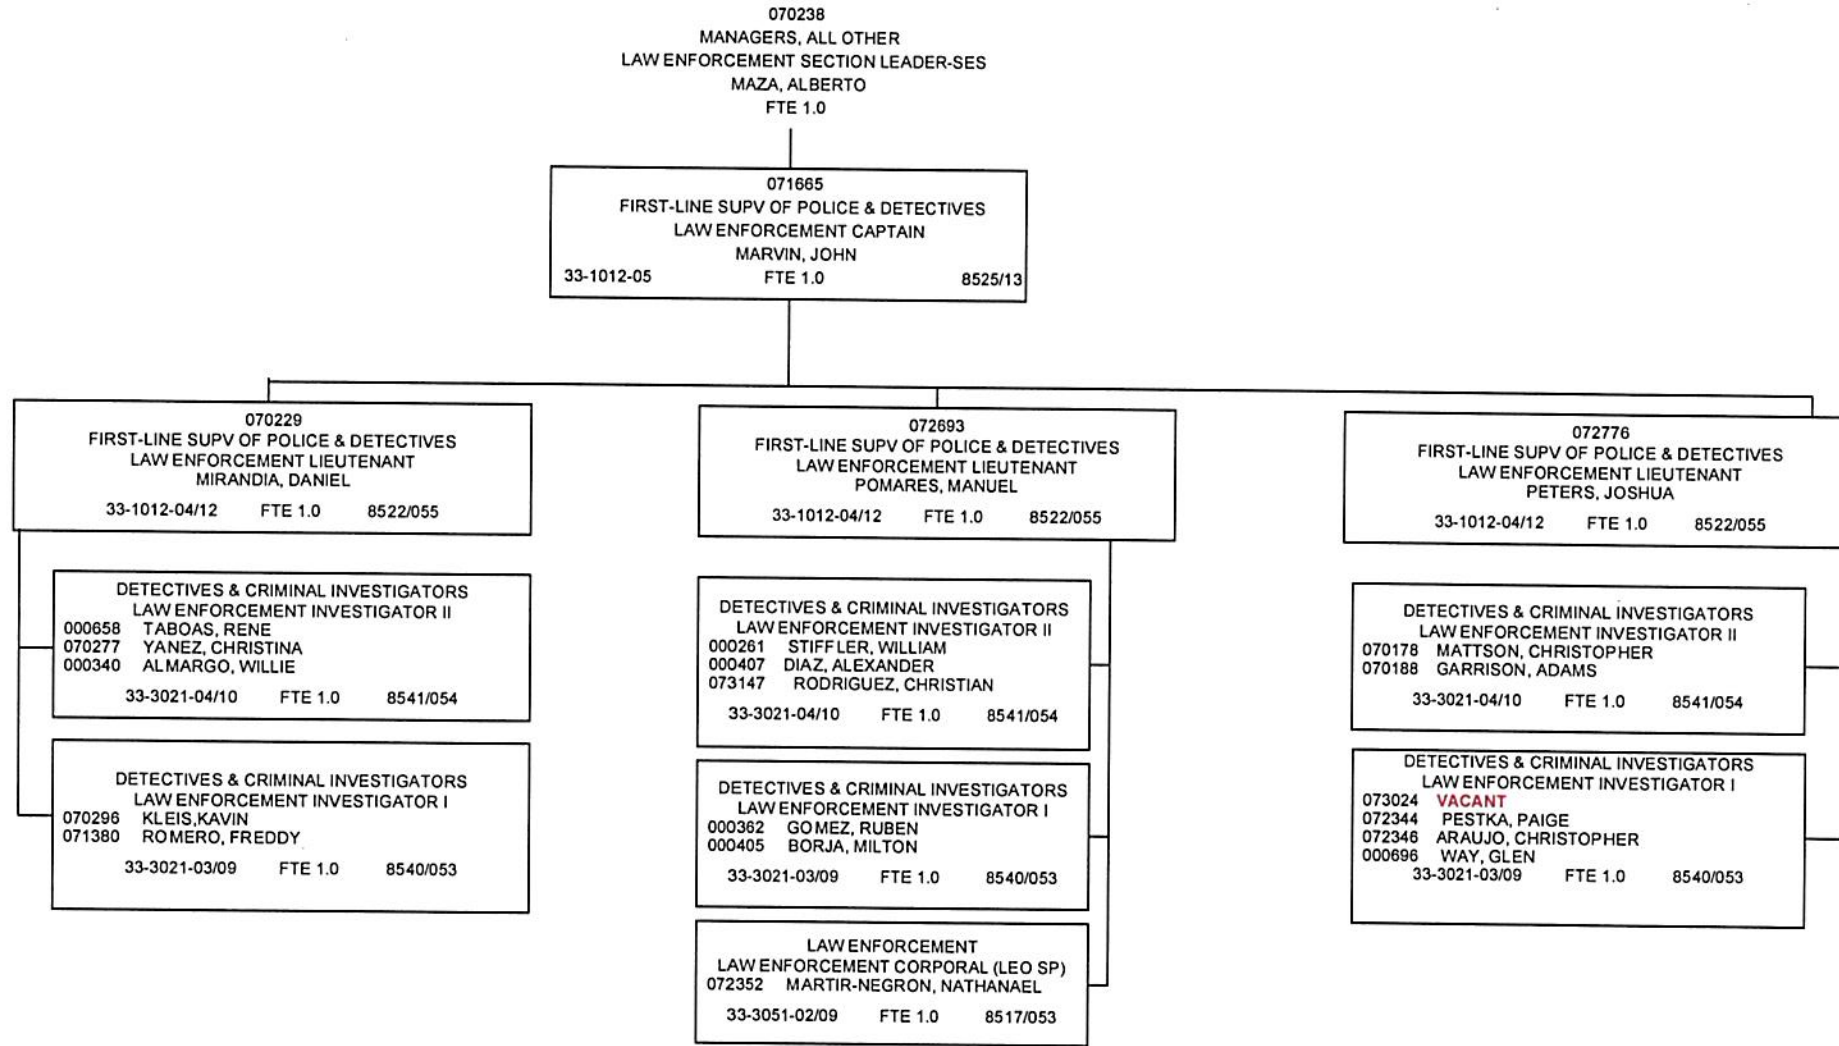 070238
MANAGERS, ALL OTHER
LAW ENFORCEMENT SECTION LEADER-SES
MAZA, ALBERTO
FTE 1.0
071665
FIRST-LINE SUPV OF POLICE & DETECTIVES
LAW ENFORCEMENT CAPTAIN
MARVIN, JOHN
33-1012-05 FTE 1.0 8525/13
070229
FIRST-LINE SUPV OF POLICE & DETECTIVES
LAW ENFORCEMENT LIEUTENANT
MIRANDIA, DANIEL
33-1012-04/12 FTE 1.0 8522/055
DETECTIVES & CRIMINAL INVESTIGATORS
LAW ENFORCEMENT INVESTIGATOR II
000658 TABOAS, RENE
070277 YANEZ, CHRISTINA
000340 ALMARGO, WILLIE
33-3021-04/10 FTE 1.0 8541/054
DETECTIVES & CRIMINAL INVESTIGATORS
LAW ENFORCEMENT INVESTIGATOR I
070296 KLEIS,KAVIN
071380 ROMERO, FREDDY
33-3021-03/09 FTE 1.0 8540/053
072693
FIRST-LINE SUPV OF POLICE & DETECTIVES
LAW ENFORCEMENT LIEUTENANT
POMARES, MANUEL
33-1012-04/12 FTE 1.0 8522/055
DETECTIVES & CRIMINAL INVESTIGATORS
LAW ENFORCEMENT INVESTIGATOR II
000261 STIFFLER, WILLIAM
000407 DIAZ, ALEXANDER
073147 RODRIGUEZ, CHRISTIAN
33-3021-04/10 FTE 1.0 8541/054
DETECTIVES & CRIMINAL INVESTIGATORS
LAW ENFORCEMENT INVESTIGATOR I
000362 GOMEZ, RUBEN
000405 BORJA, MILTON
33-3021-03/09 FTE 1.0 8540/053
LAW ENFORCEMENT
LAW ENFORCEMENT CORPORAL (LEO SP)
072352 MARTIR-NEGRON, NATHANAEL
33-3051-02/09 FTE 1.0 8517/053
072776
FIRST-LINE SUPV OF POLICE & DETECTIVES
LAW ENFORCEMENT LIEUTENANT
PETERS, JOSHUA
33-1012-04/12 FTE 1.0 8522/055
DETECTIVES & CRIMINAL INVESTIGATORS
LAW ENFORCEMENT INVESTIGATOR II
070178 MATTSON, CHRISTOPHER
070188 GARRISON, ADAMS
33-3021-04/10 FTE 1.0 8541/054
DETECTIVES & CRIMINAL INVESTIGATORS
LAW ENFORCEMENT INVESTIGATOR I
073024 VACANT
072344 PESTKA, PAIGE
072346 ARAUJO, CHRISTOPHER
000696 WAY, GLEN
33-3021-03/09 FTE 1.0 8540/053